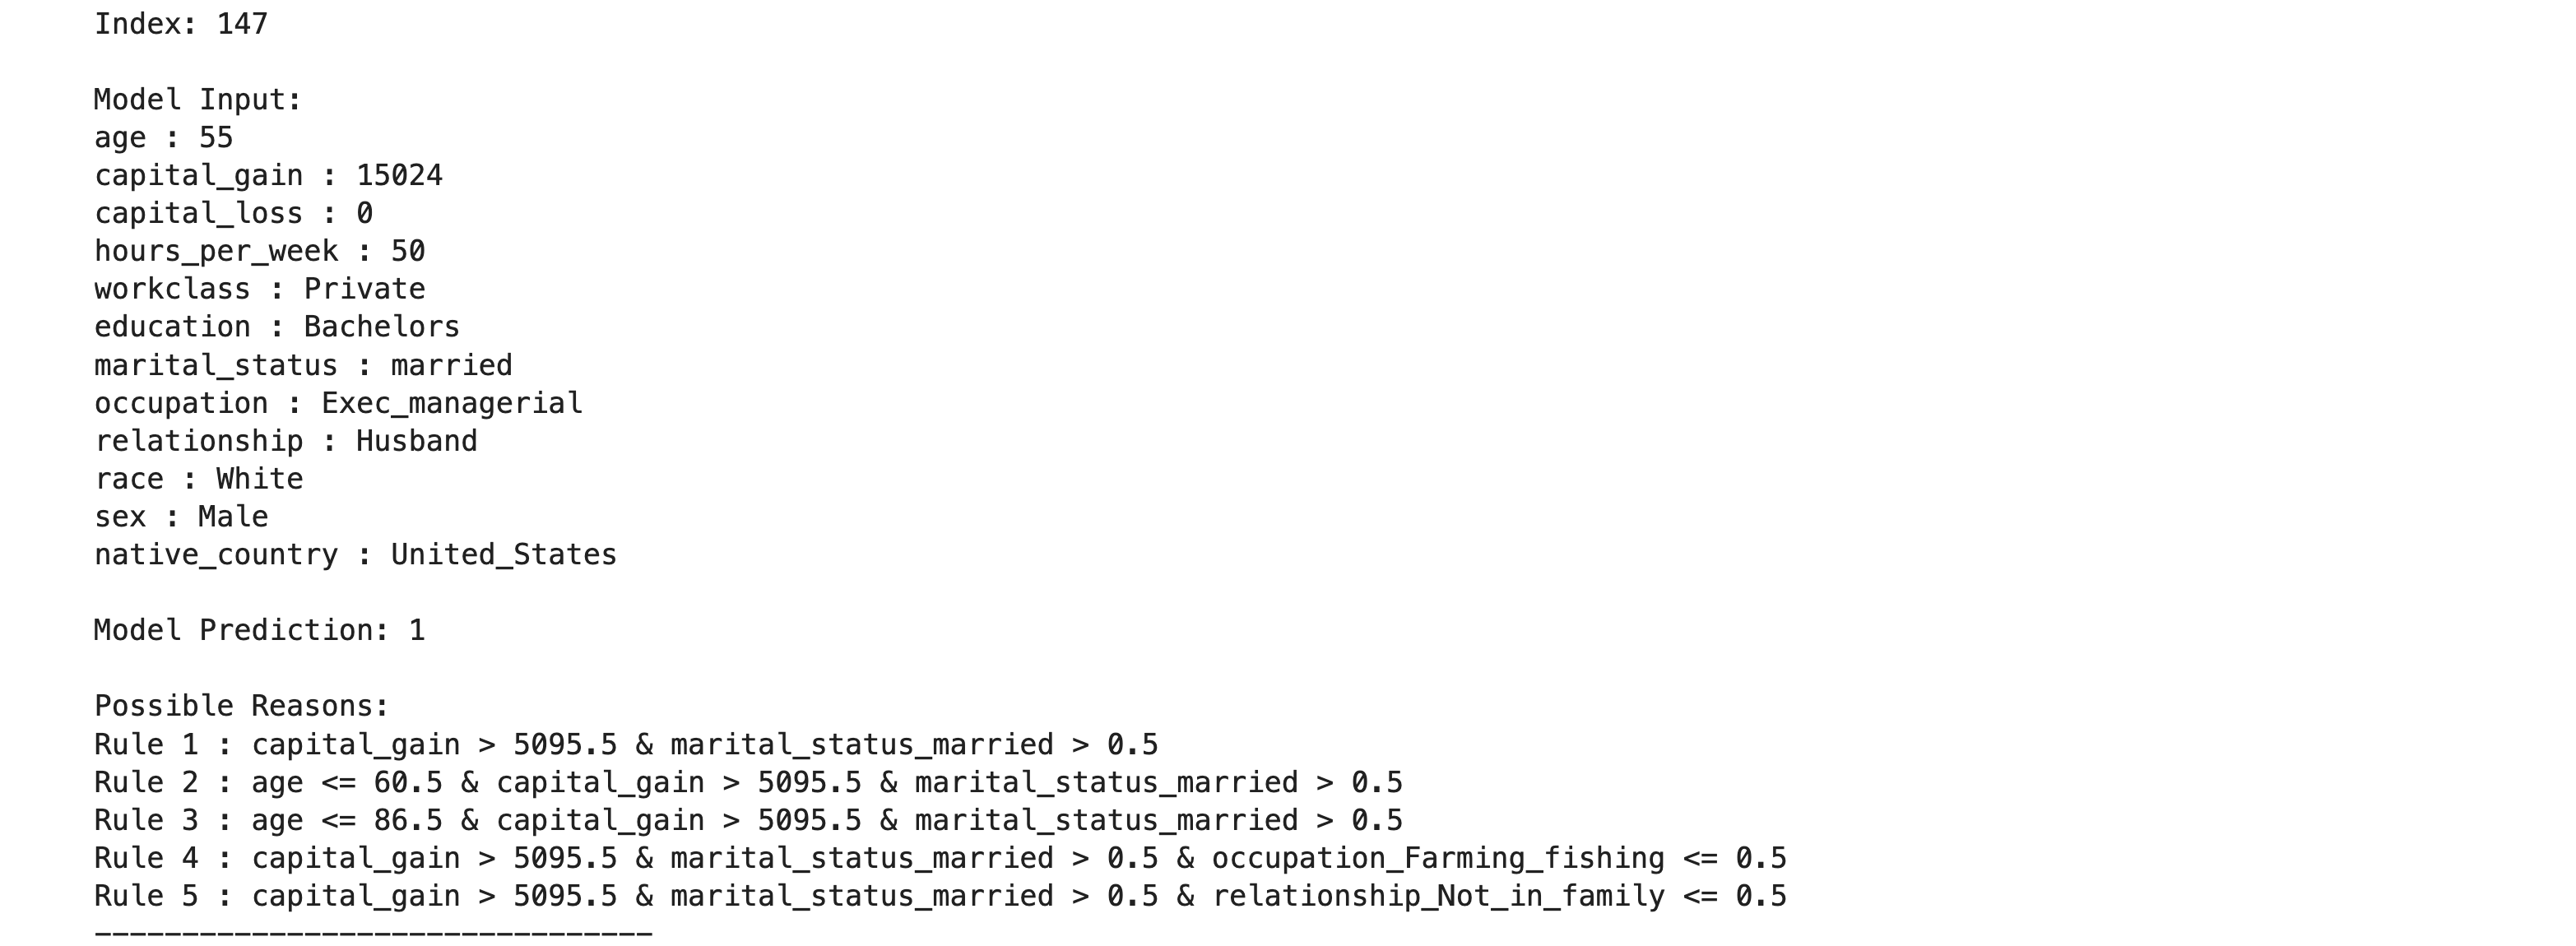 Index: 147
Model Input:
age : 55
capital_gain : 15024
capital_loss : 0
hours_per_week : 50
workclass : Private
education : Bachelors
marital_status : married
occupation : Exec_managerial
relationship : Husband
race : White
sex : Male
native_country : United_States
Model Prediction: 1
Possible Reasons:
Rule 1 : capital_gain > 5095.5 & marital_status_married > 0.5
Rule 2 : age <= 60.5 & capital_gain > 5095.5 & marital_status_married > 0.5
Rule 3 : age <= 86.5 & capital_gain > 5095.5 & marital_status_married > 0.5
Rule 4 : capital_gain > 5095.5 & marital_status_married > 0.5 & occupation_Farming_fishing <= 0.5
Rule 5 : capital_gain > 5095.5 & marital_status_married > 0.5 & relationship_Not_in_family <= 0.5
--------------------------------